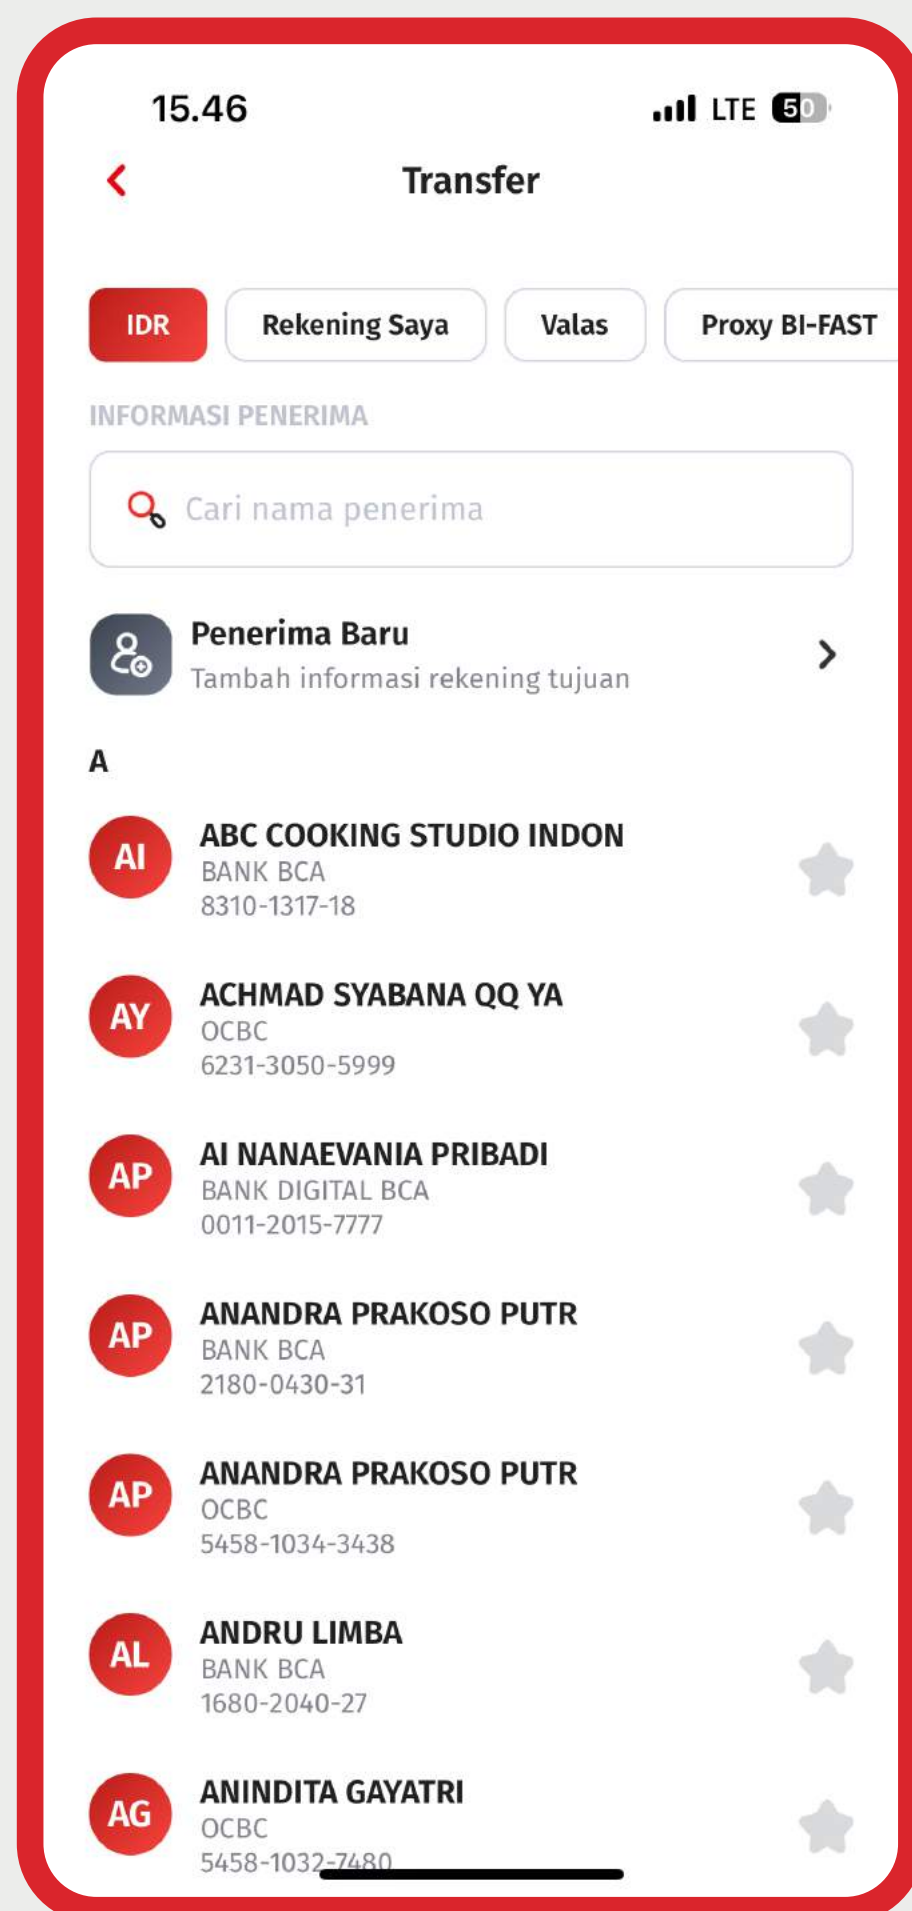 15.46
LTE 50
Transfer
IDR
Rekening Saya
Valas
Proxy BI-FAST
INFORMASI PENERIMA
Cari nama penerima
Penerima Baru
Tambah informasi rekening tujuan
A
AI
ABC COOKING STUDIO INDON
BANK BCA
8310-1317-18
AY
ACHMAD SYABANA QQ YA
OCBC
6231-3050-5999
AP
AI NANAEVANIA PRIBADI
BANK DIGITAL BCA
0011-2015-7777
AP
ANANDRA PRAKOSO PUTR
BANK BCA
2180-0430-31
AP
ANANDRA PRAKOSO PUTR
OCBC
5458-1034-3438
AL
ANDRU LIMBA
BANK BCA
1680-2040-27
AG
ANINDITA GAYATRI
OCBC
5458-1032-7480